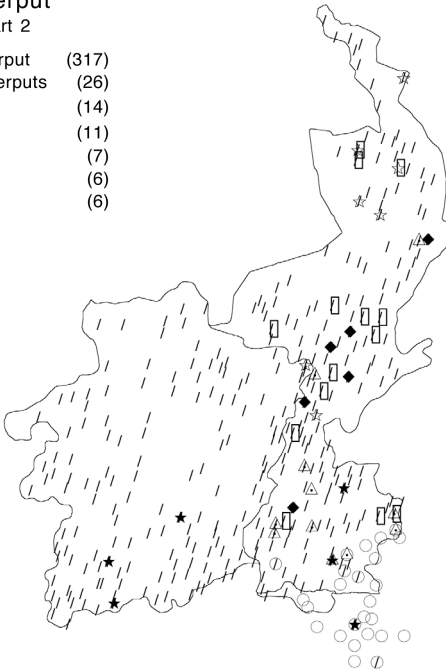 erput
rt 2
rput (317)
erputs (26)
(14)
(11)
(7)
(6)
(6)